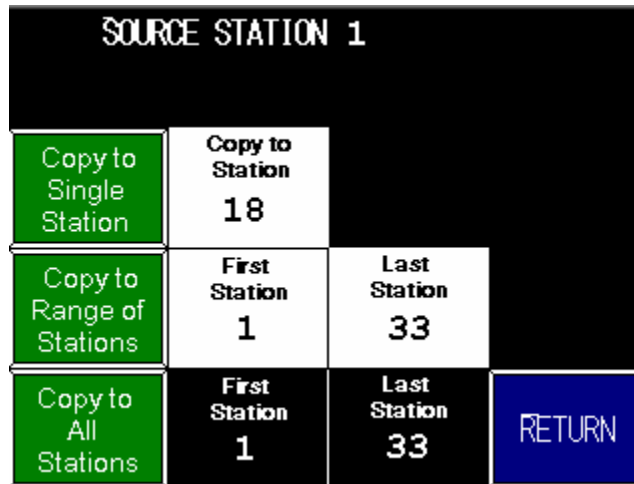 SOURCE STATION 1
Copy to
Single
Station
Copy to
Station
18
Copy to
Range of
Stations
First
Station
1
Last
Station
33
Copy to
All
Stations
First
Station
1
Last
Station
33
RETURN